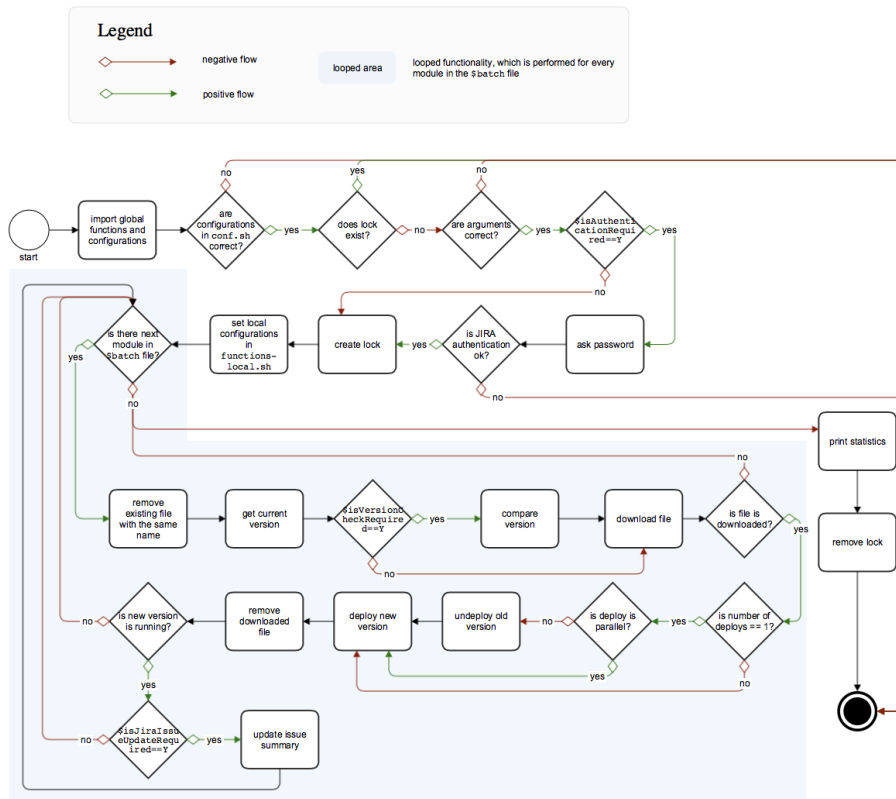 Legend
negative flow
positive flow
looped area
looped functionality, which is performed for every
module in the $batch file
no
yes
no
start
import global
functions and
configurations
are
configurations
in conf.sh
correct?
yes
does lock
exist?
no
are arguments
correct?
yes
$isAuthenti
cationRequi
red==Y
yes
no
is there next
module in
$batch file?
yes
no
set local
configurations
in
functions-
local.sh
create lock
yes
is JIRA
authentication
ok?
no
ask password
print statistics
remove lock
no
remove
existing file
with the same
name
get current
version
$isVersionC
heckRequire
d==Y
yes
no
compare
version
download file
is file is
downloaded?
yes
no
is new version
is running?
yes
remove
downloaded
file
deploy new
version
undeploy old
version
no
is deploy is
parallel?
yes
yes
is number of
deploys == 1?
no
no
$isJiraIssu
eUpdateRequ
ired==Y
yes
update issue
summary